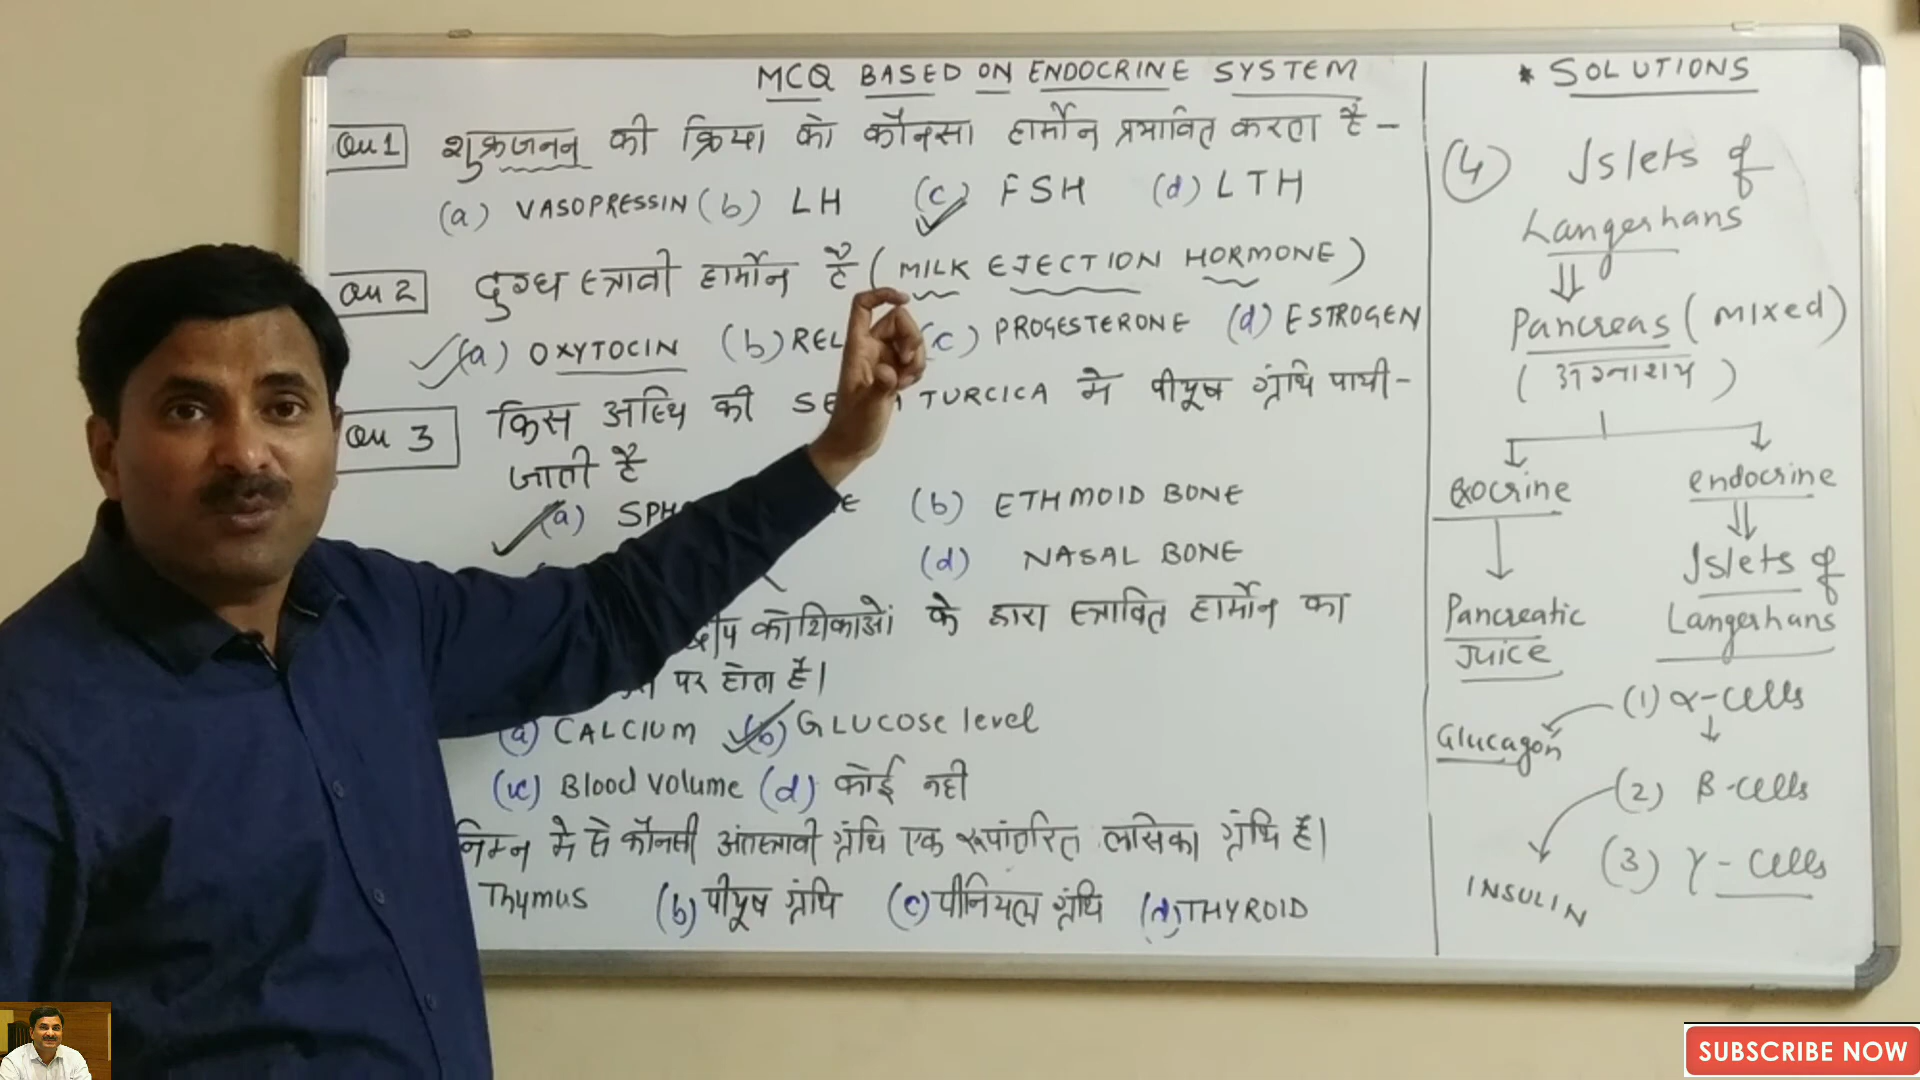 MCQ BASED ON ENDOCRINE SYSTEM
Qu 1 शुक्रजनन की क्रिया को कौनसा हार्मोन प्रभावित करता है -
(a) VASOPRESSIN (b) LH (c) FSH (d) LTH
Qu 2 दुग्ध स्त्रावी हार्मोन है (MILK EJECTION HORMONE)
(a) OXYTOCIN (b) REL (c) PROGESTERONE (d) ESTROGEN
Qu 3 किस अस्थि की SE TURCICA मे पीयूष ग्रंथि पायी-
जाती है
(a) SPH E (b) ETHMOID BONE
(d) NASAL BONE
द्वीप कोशिकाओं के द्वारा स्त्रावित हार्मोन का
पर होता है।
(a) CALCIUM (b) GLUCOSE level
(c) Blood volume (d) कोई नही
निम्न मे से कौनसी अंतस्त्रावी ग्रंथि एक रूपांतरित लसिका ग्रंथि है।
Thymus (b) पीयूष ग्रंथि (c) पीनियल ग्रंथि (d) THYROID
* SOLUTIONS
(4) Islets of
Langerhans
⇓
Pancreas (mixed)
(अग्नाशय)
exocrine endocrine
Pancreatic Juice
Islets of
Langerhans
(1) α-cells
Glucagon
(2) β-cells
(3) γ-cells
INSULIN
SUBSCRIBE NOW